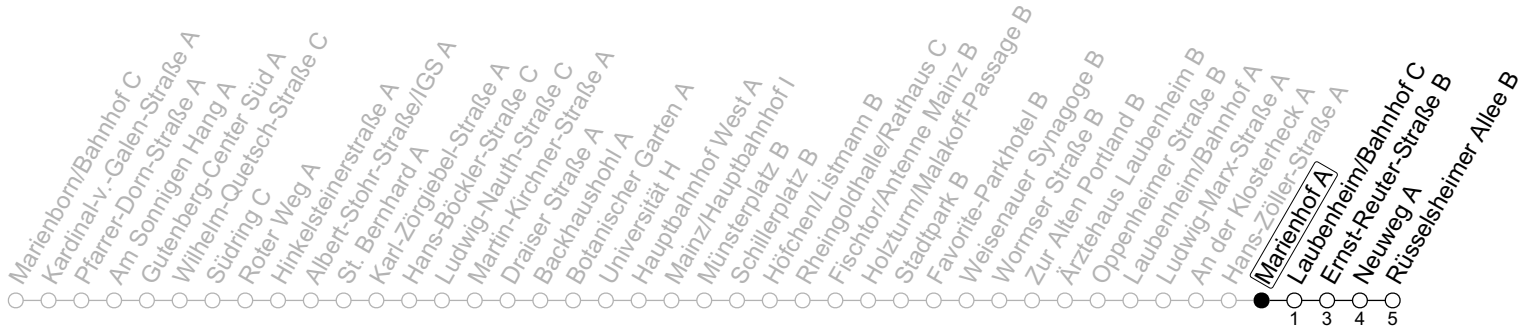 Marienborn/Bahnhof C
Kardinal-v.-Galen-Straße A
Pfarrer-Dorn-Straße A
Am Sonnigen Hang A
Gutenberg-Center Süd A
Wilhelm-Quetsch-Straße C
Südring C
Roter Weg A
Hinkelsteinerstraße A
Albert-Stohr-Straße/IGS A
St. Bernhard A
Karl-Zörgiebel-Straße A
Hans-Böckler-Straße C
Ludwig-Nauth-Straße C
Martin-Kirchner-Straße A
Draiser Straße A
Backhaushohl A
Botanischer Garten A
Universität H
Hauptbahnhof West A
Mainz/Hauptbahnhof I
Münsterplatz B
Schillerplatz B
Höfchen/Listmann B
Rheingoldhalle/Rathaus C
Fischtor/Antenne Mainz B
Holzturm/Malakoff-Passage B
Stadtpark B
Favorite-Parkhotel B
Weisenauer Synagoge B
Wormser Straße B
Zur Alten Portland B
Ärztehaus Laubenheim B
Oppenheimer Straße B
Laubenheim/Bahnhof A
Ludwig-Marx-Straße A
An der Klosterheck A
Hans-Zöller-Straße A
Marienhof A
Laubenheim/Bahnhof C
Ernst-Reuter-Straße B
Neuweg A
Rüsselsheimer Allee B
1 3 4 5